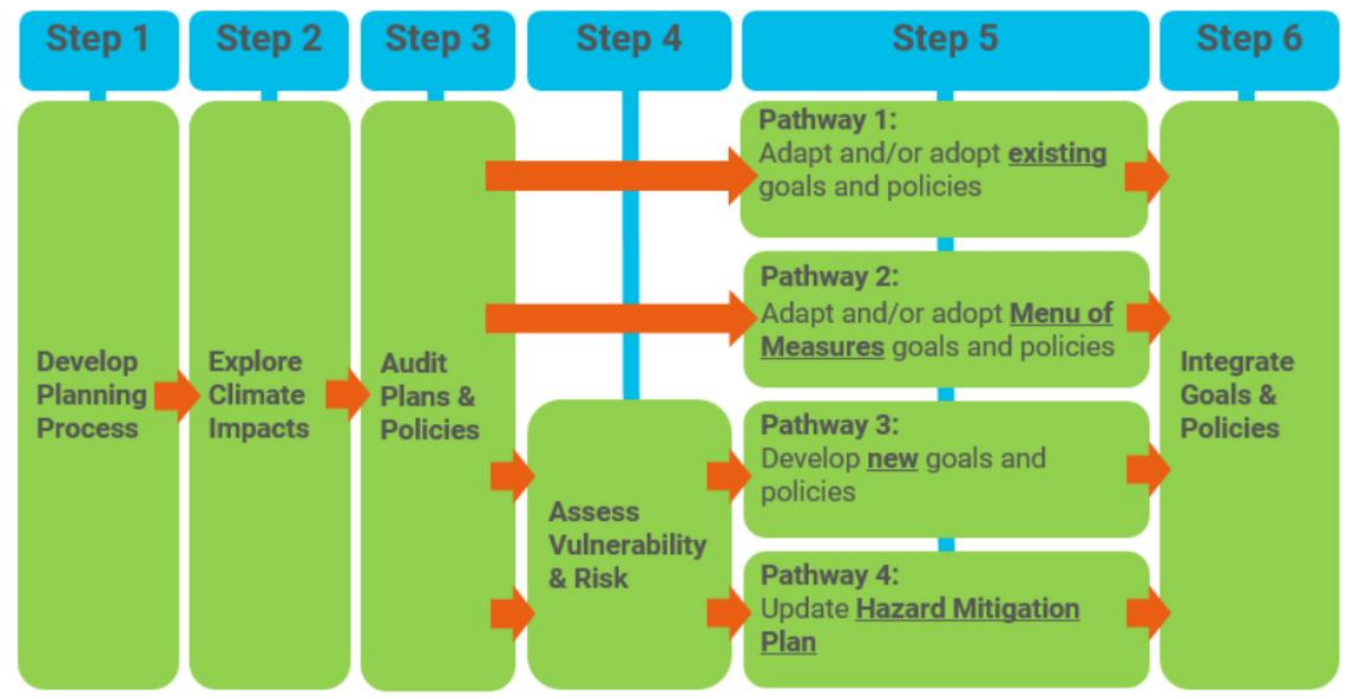 Step 1
Step 2
Step 3
Step 4
Step 5
Step 6
Develop
Planning
Process
Explore
Climate
Impacts
Audit
Plans &
Policies
Assess
Vulnerability
& Risk
Pathway 1:
Adapt and/or adopt existing
goals and policies
Pathway 2:
Adapt and/or adopt Menu of
Measures goals and policies
Pathway 3:
Develop new goals and
policies
Pathway 4:
Update Hazard Mitigation
Plan
Integrate
Goals &
Policies